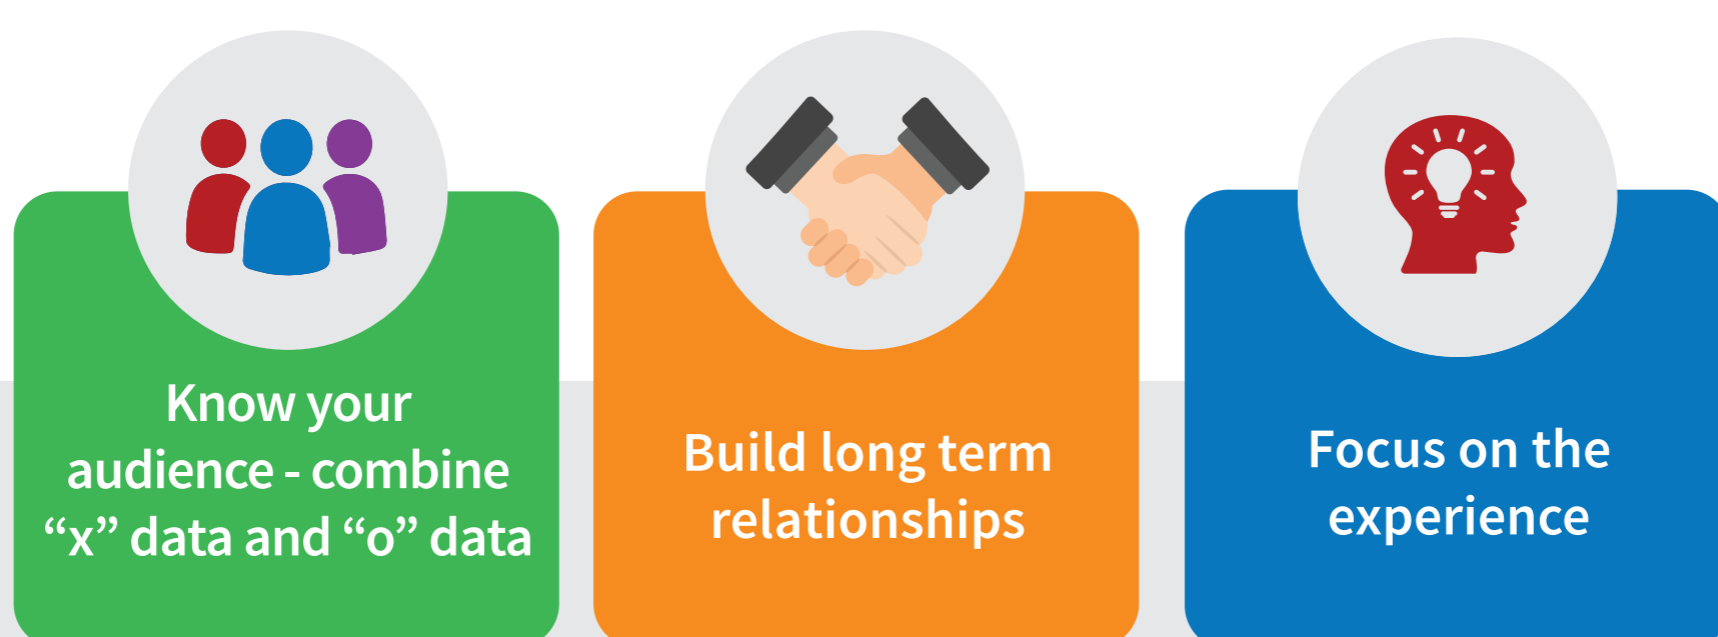 Know your
audience - combine
“x” data and “o” data
Build long term
relationships
Focus on the
experience